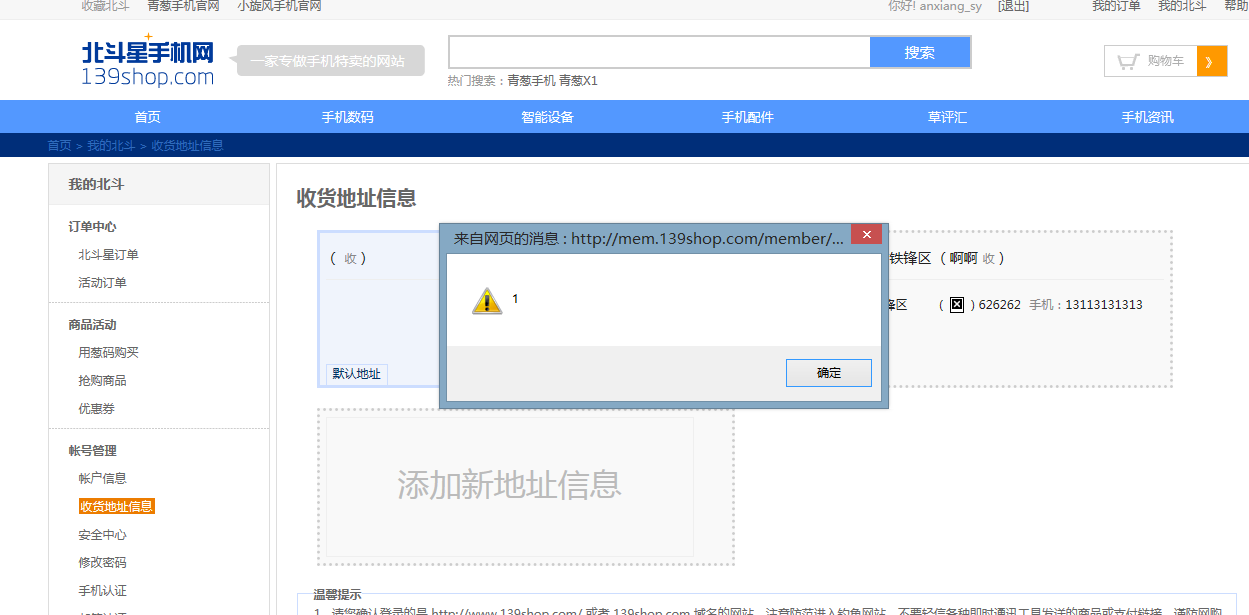 收藏北斗 青葱手机官网 小旋风手机官网 你好! anxiang_sy [退出] 我的订单 我的北斗 帮助
北斗星手机网
139shop.com
一家专做手机特卖的网站
搜索
购物车 》
热门搜索：青葱手机 青葱X1
首页 手机数码 智能设备 手机配件 草评汇 手机资讯
首页 > 我的北斗 > 收货地址信息
我的北斗
订单中心
北斗星订单
活动订单
商品活动
用葱码购买
抢购商品
优惠券
帐号管理
帐户信息
收货地址信息
安全中心
修改密码
手机认证
收货地址信息
( 收 )
默认地址
铁锋区 ( 啊啊 收 )
锋区 ( ) 626262 手机：13113131313
来自网页的消息 : http://mem.139shop.com/member/...
1
确定
添加新地址信息
温馨提示
1、请您确认登录的是 http://www.139shop.com/ 或者 139shop.com 域名的网站，注意防范进入钓鱼网站，不要轻信各种即时通讯工具发送的商品或支付链接，谨防网购